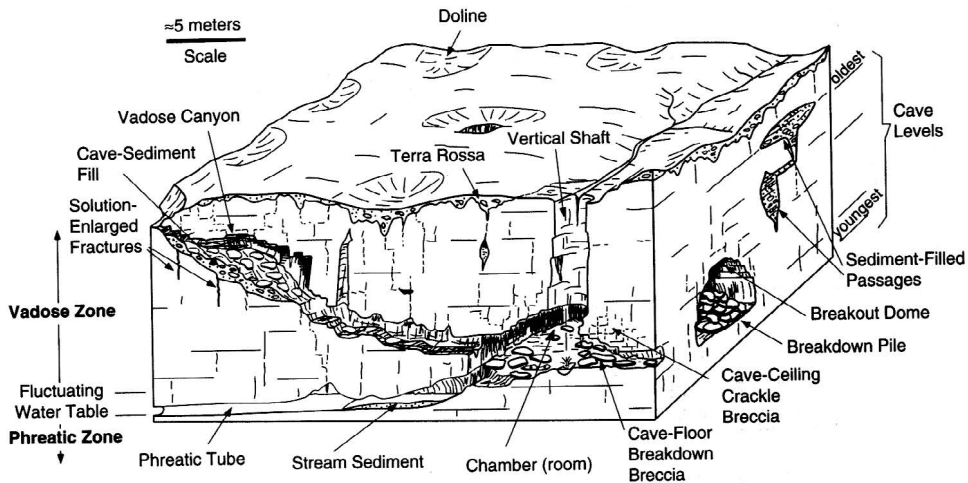 ≈5 meters
Scale
Doline
Vadose Canyon
Cave-Sediment
Fill
Solution-
Enlarged
Fractures
Terra Rossa
Vertical Shaft
oldest
Cave
Levels
youngest
Sediment-Filled
Passages
Vadose Zone
Breakout Dome
Breakdown Pile
Fluctuating
Water Table
Phreatic Zone
Phreatic Tube
Stream Sediment
Chamber (room)
Cave-Floor
Breakdown
Breccia
Cave-Ceiling
Crackle
Breccia